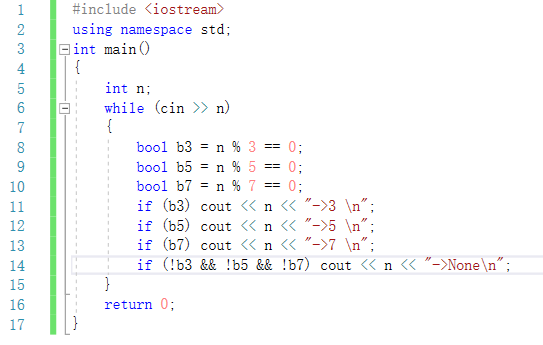 1 #include <iostream>
2 using namespace std;
3 int main()
4 {
5 int n;
6 while (cin >> n)
7 {
8 bool b3 = n % 3 == 0;
9 bool b5 = n % 5 == 0;
10 bool b7 = n % 7 == 0;
11 if (b3) cout << n << "->3 \n";
12 if (b5) cout << n << "->5 \n";
13 if (b7) cout << n << "->7 \n";
14 if (!b3 && !b5 && !b7) cout << n << "->None\n";
15 }
16 return 0;
17 }